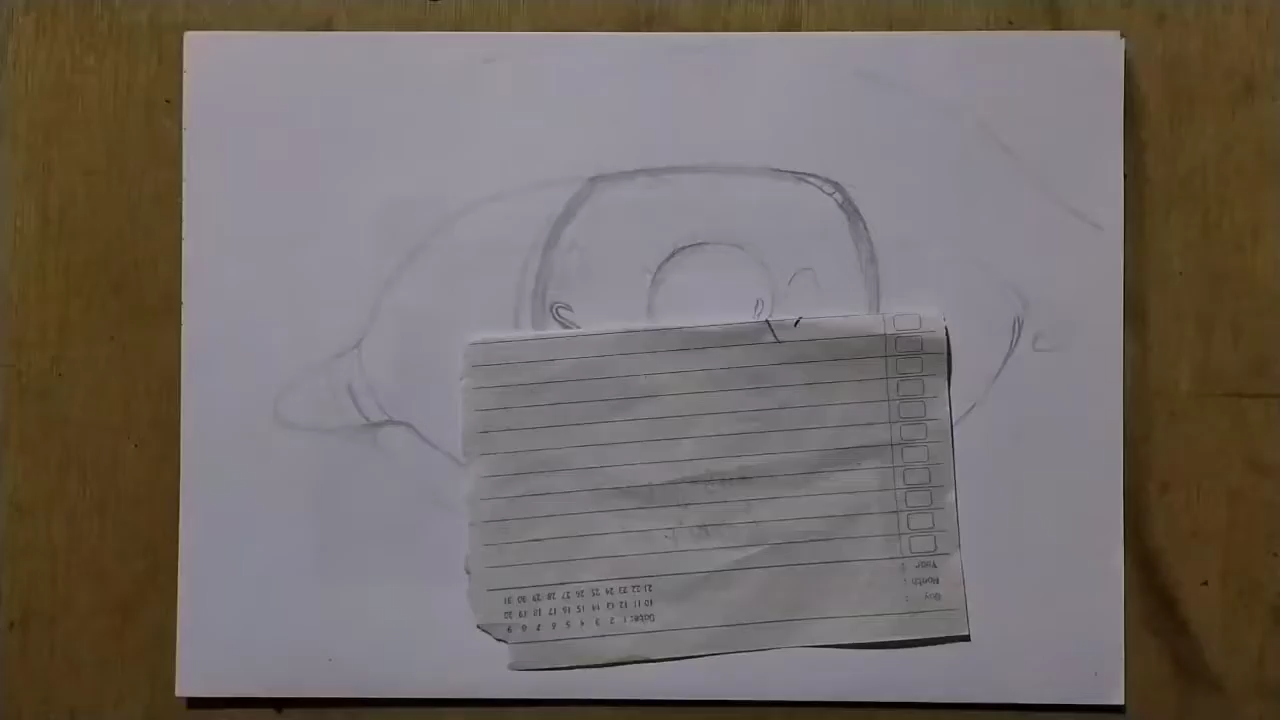 Day :
Month :
Year :
Date: 1 2 3 4 5 6 7 8 9
10 11 12 13 14 15 16 17 18 19 20
21 22 23 24 25 26 27 28 29 30 31